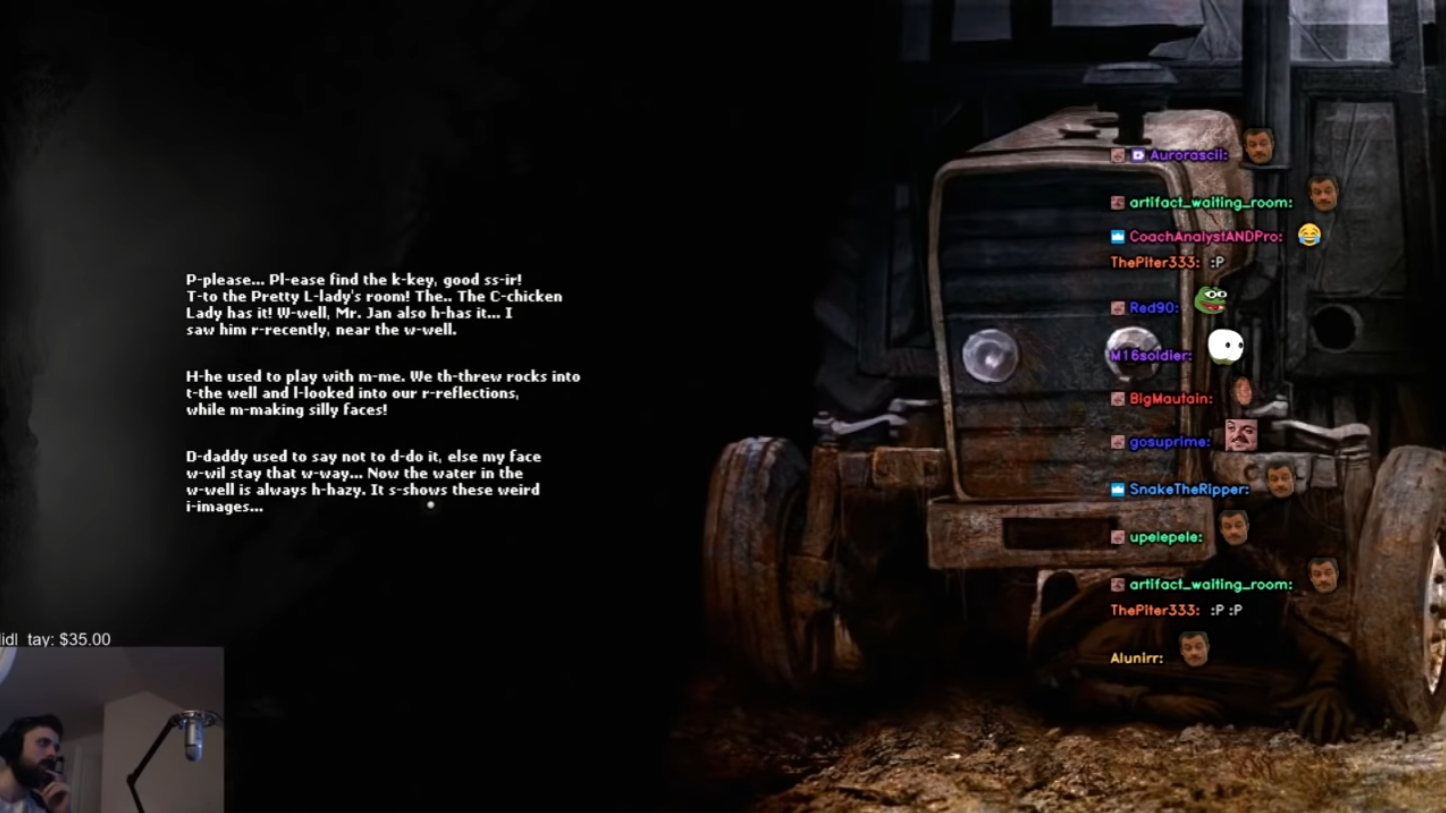 P-please... Pl-ease find the k-key, good ss-ir!
T-to the Pretty L-lady's room! The.. The C-chicken
Lady has it! W-well, Mr. Jan also h-has it... I
saw him r-recently, near the w-well.
H-he used to play with m-me. We th-threw rocks into
t-the well and l-looked into our r-reflections,
while m-making silly faces!
D-daddy used to say not to d-do it, else my face
w-wil stay that w-way... Now the water in the
w-well is always h-hazy. It s-shows these weird
i-images...
Aurorascii:
artifact_waiting_room:
CoachAnalystANDPro:
ThePiter333: :P
Red90:
M16soldier:
BigMautain:
gosuprime:
SnakeTheRipper:
upelepele:
artifact_waiting_room:
ThePiter333: :P :P
Alunirr:
lidl_tay: $35.00